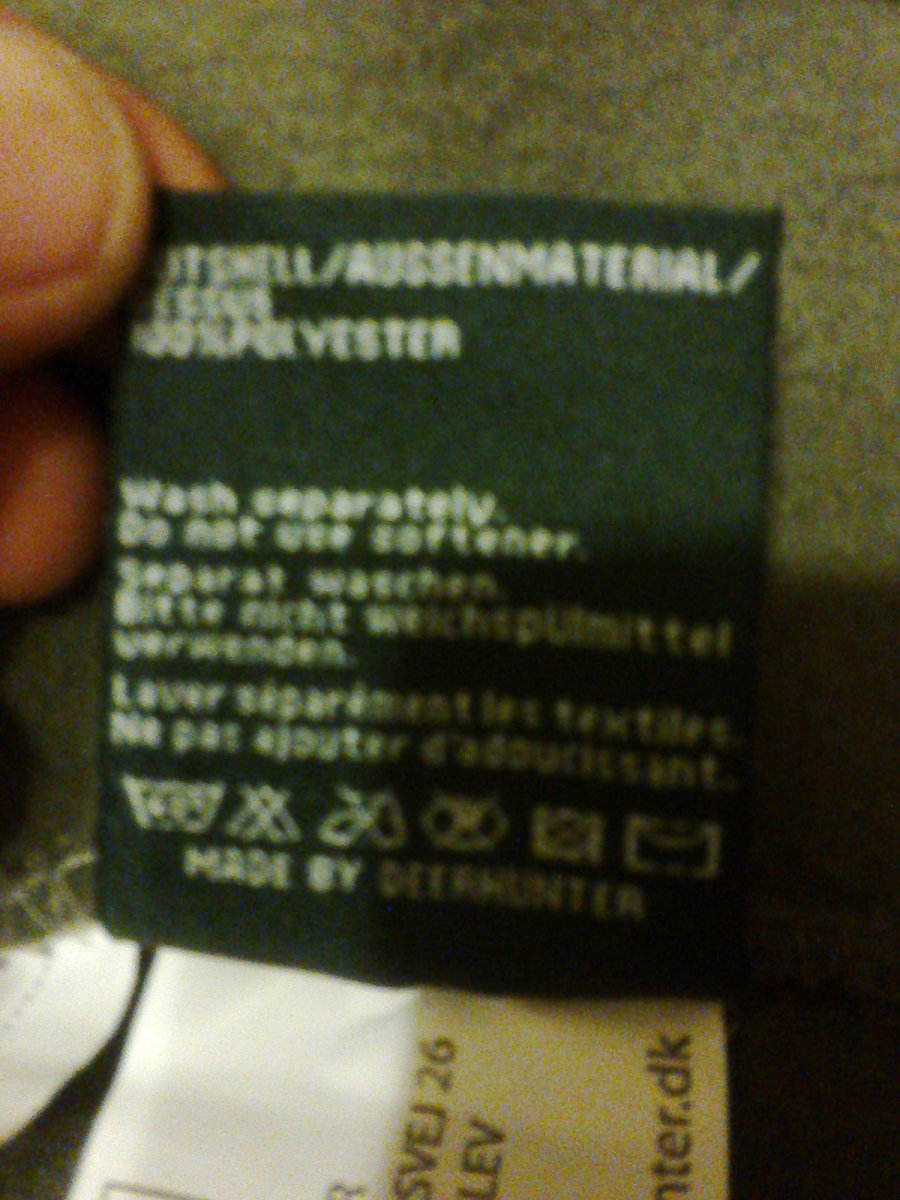 UTSHELL/AUSSENMATERIAL/
ISSUS
100%POLYESTER
Wash separately.
Do not use softener.
Separat waschen.
Bitte nicht Weichspülmittel
verwenden.
Laver séparément les textiles.
Ne pas ajouter d'adoucissant.
MADE BY DEERHUNTER
SVEJ 26
LEV
nter.dk
R